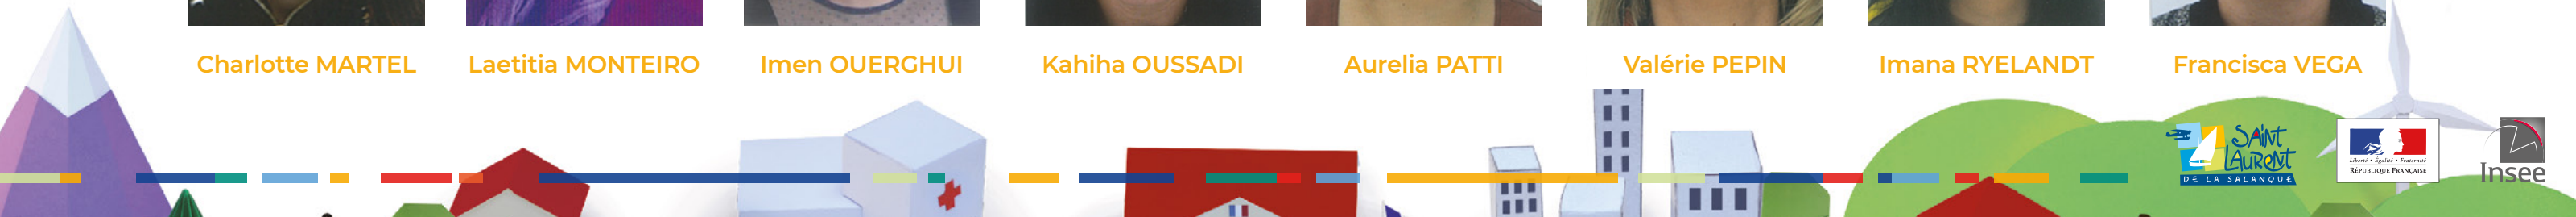 Charlotte MARTEL
Laetitia MONTEIRO
Imen OUERGHUI
Kahiha OUSSADI
Aurelia PATTI
Valérie PEPIN
Imana RYELANDT
Francisca VEGA
SAINT
LAURENT
DE LA SALANQUE
Liberté • Égalité • Fraternité
RÉPUBLIQUE FRANÇAISE
Insee